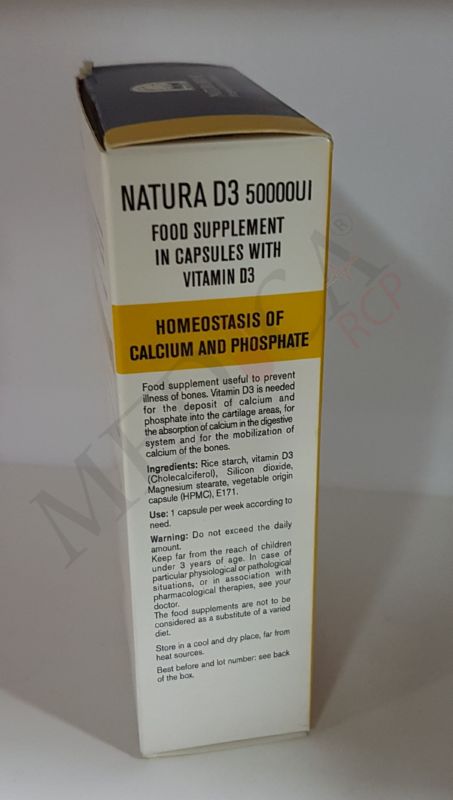 NATURA D3 50000UI
FOOD SUPPLEMENT
IN CAPSULES WITH
VITAMIN D3
HOMEOSTASIS OF
CALCIUM AND PHOSPHATE
Food supplement useful to prevent
illness of bones. Vitamin D3 is needed
for the deposit of calcium and
phosphate into the cartilage areas, for
the absorption of calcium in the digestive
system and for the mobilization of
calcium of the bones.
Ingredients: Rice starch, vitamin D3
(Cholecalciferol), Silicon dioxide,
Magnesium stearate, vegetable origin
capsule (HPMC), E171.
Use: 1 capsule per week according to
need.
Warning: Do not exceed the daily
amount.
Keep far from the reach of children
under 3 years of age. In case of
particular physiological or pathological
situations, or in association with
pharmacological therapies, see your
doctor.
The food supplements are not to be
considered as a substitute of a varied
diet.
Store in a cool and dry place, far from
heat sources.
Best before and lot number: see back
of the box.
MEDICA®
RCP